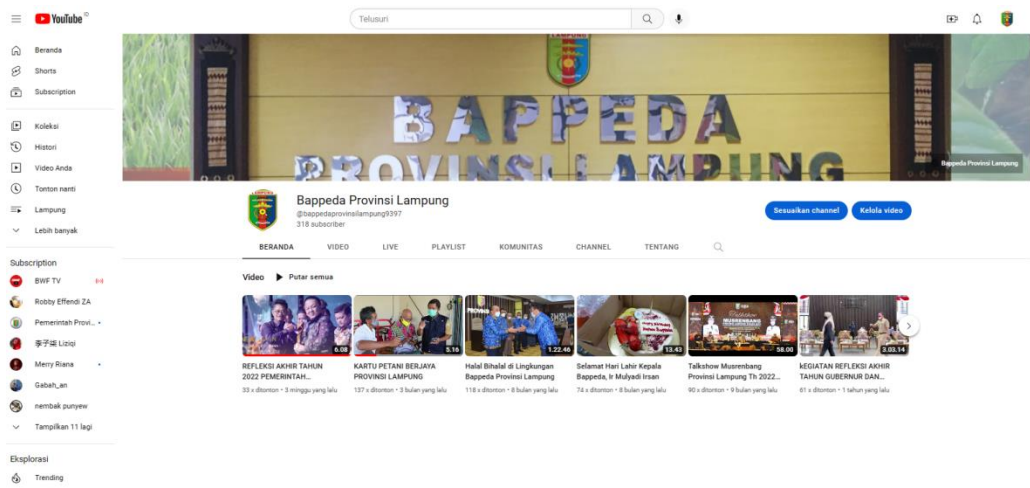 YouTube ID
Telusuri
Beranda
Shorts
Subscription
Koleksi
Histori
Video Anda
Tonton nanti
Lampung
Lebih banyak
Subscription
BWF TV
Robby Effendi ZA
Pemerintah Provi...
李子柒 Liziqi
Merry Riana
Gabah_an
nembak punyew
Tampilkan 11 lagi
Eksplorasi
Trending
LAMPUNG
BAPPEDA
PROVINSI LAMPUNG
Bappeda Provinsi Lampung
Bappeda Provinsi Lampung
@bappedaprovinsilampung9397
318 subscriber
Sesuaikan channel
Kelola video
BERANDA VIDEO LIVE PLAYLIST KOMUNITAS CHANNEL TENTANG
Video Putar semua
6.08
REFLEKSI AKHIR TAHUN
2022 PEMERINTAH...
33 x ditonton • 3 minggu yang lalu
5.16
KARTU PETANI BERJAYA
PROVINSI LAMPUNG
137 x ditonton • 3 bulan yang lalu
1.22.46
Halal Bihalal di Lingkungan
Bappeda Provinsi Lampung
118 x ditonton • 8 bulan yang lalu
13.43
Selamat Hari Lahir Kepala
Bappeda, Ir Mulyadi Irsan
74 x ditonton • 8 bulan yang lalu
MUSRENBANG
58.00
Talkshow Musrenbang
Provinsi Lampung Th 2022...
90 x ditonton • 9 bulan yang lalu
3.03.14
kEGIATAN REFLEKSI AKHIR
TAHUN GUBERNUR DAN...
61 x ditonton • 1 tahun yang lalu